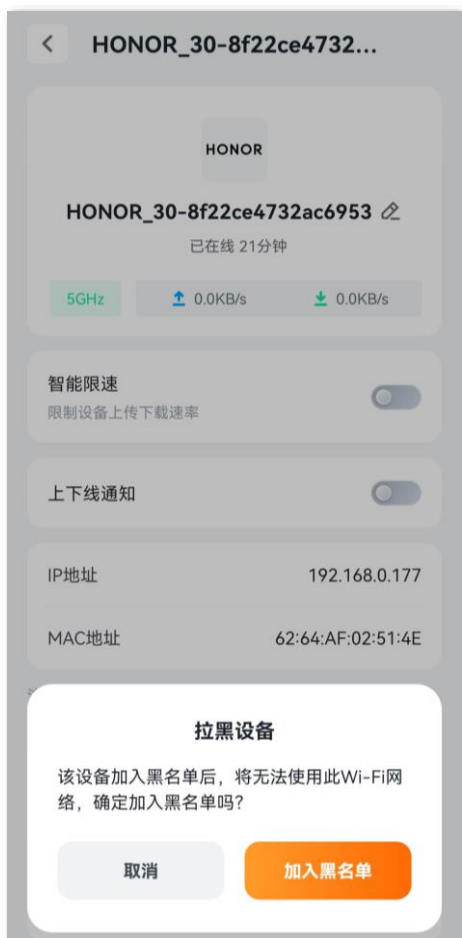 HONOR_30-8f22ce4732...
HONOR
HONOR_30-8f22ce4732ac6953
已在线 21分钟
5GHz 0.0KB/s 0.0KB/s
智能限速
限制设备上传下载速率
上下线通知
IP地址 192.168.0.177
MAC地址 62:64:AF:02:51:4E
拉黑设备
该设备加入黑名单后，将无法使用此Wi-Fi网
络，确定加入黑名单吗？
取消 加入黑名单